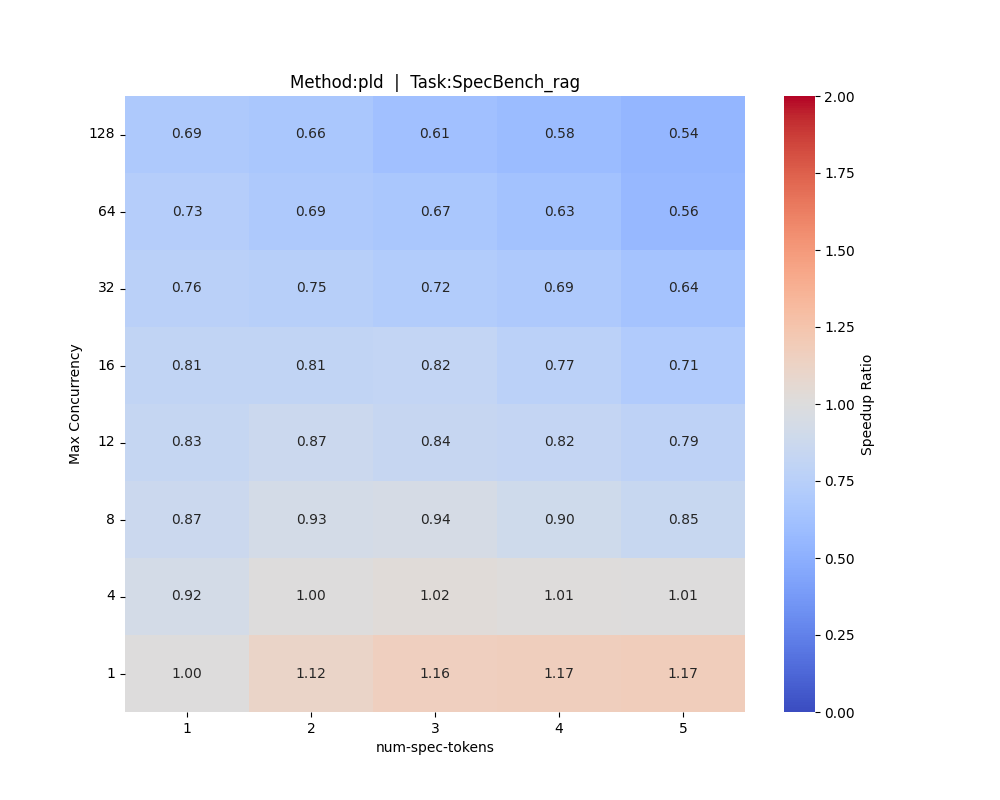 Method:pld | Task:SpecBench_rag
128 0.69 0.66 0.61 0.58 0.54
64 0.73 0.69 0.67 0.63 0.56
32 0.76 0.75 0.72 0.69 0.64
16 0.81 0.81 0.82 0.77 0.71
12 0.83 0.87 0.84 0.82 0.79
8 0.87 0.93 0.94 0.90 0.85
4 0.92 1.00 1.02 1.01 1.01
1 1.00 1.12 1.16 1.17 1.17
1 2 3 4 5
num-spec-tokens
Max Concurrency
2.00
1.75
1.50
1.25
1.00
0.75
0.50
0.25
0.00
Speedup Ratio